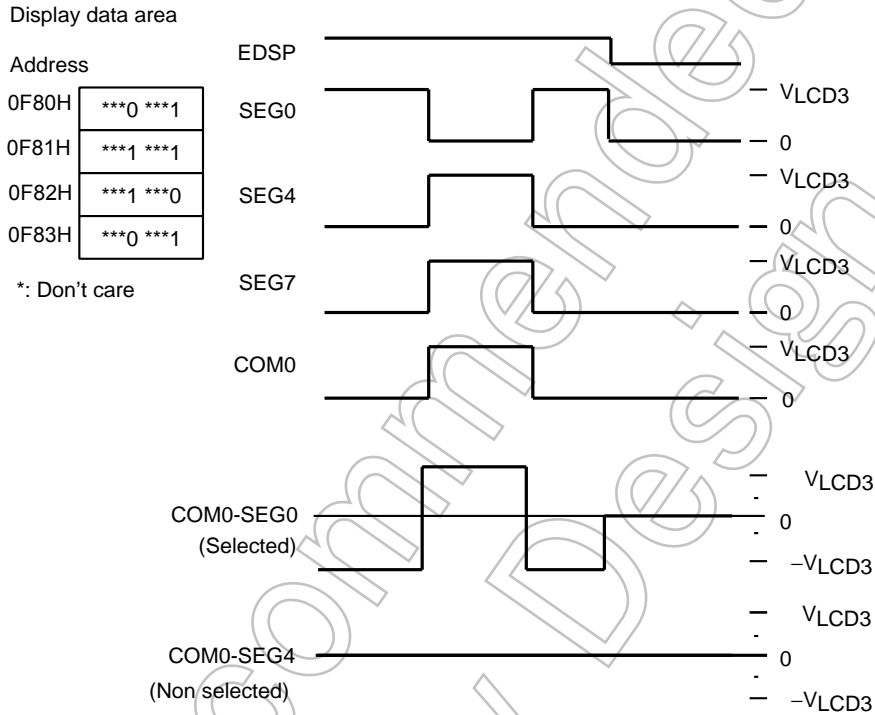 Display data area
Address
0F80H ***0 ***1
0F81H ***1 ***1
0F82H ***1 ***0
0F83H ***0 ***1
*: Don't care
EDSP
SEG0 VLCD3
0
SEG4 VLCD3
0
SEG7 VLCD3
0
COM0 VLCD3
0
COM0-SEG0 VLCD3
(Selected) 0
−VLCD3
VLCD3
COM0-SEG4 0
(Non selected) −VLCD3